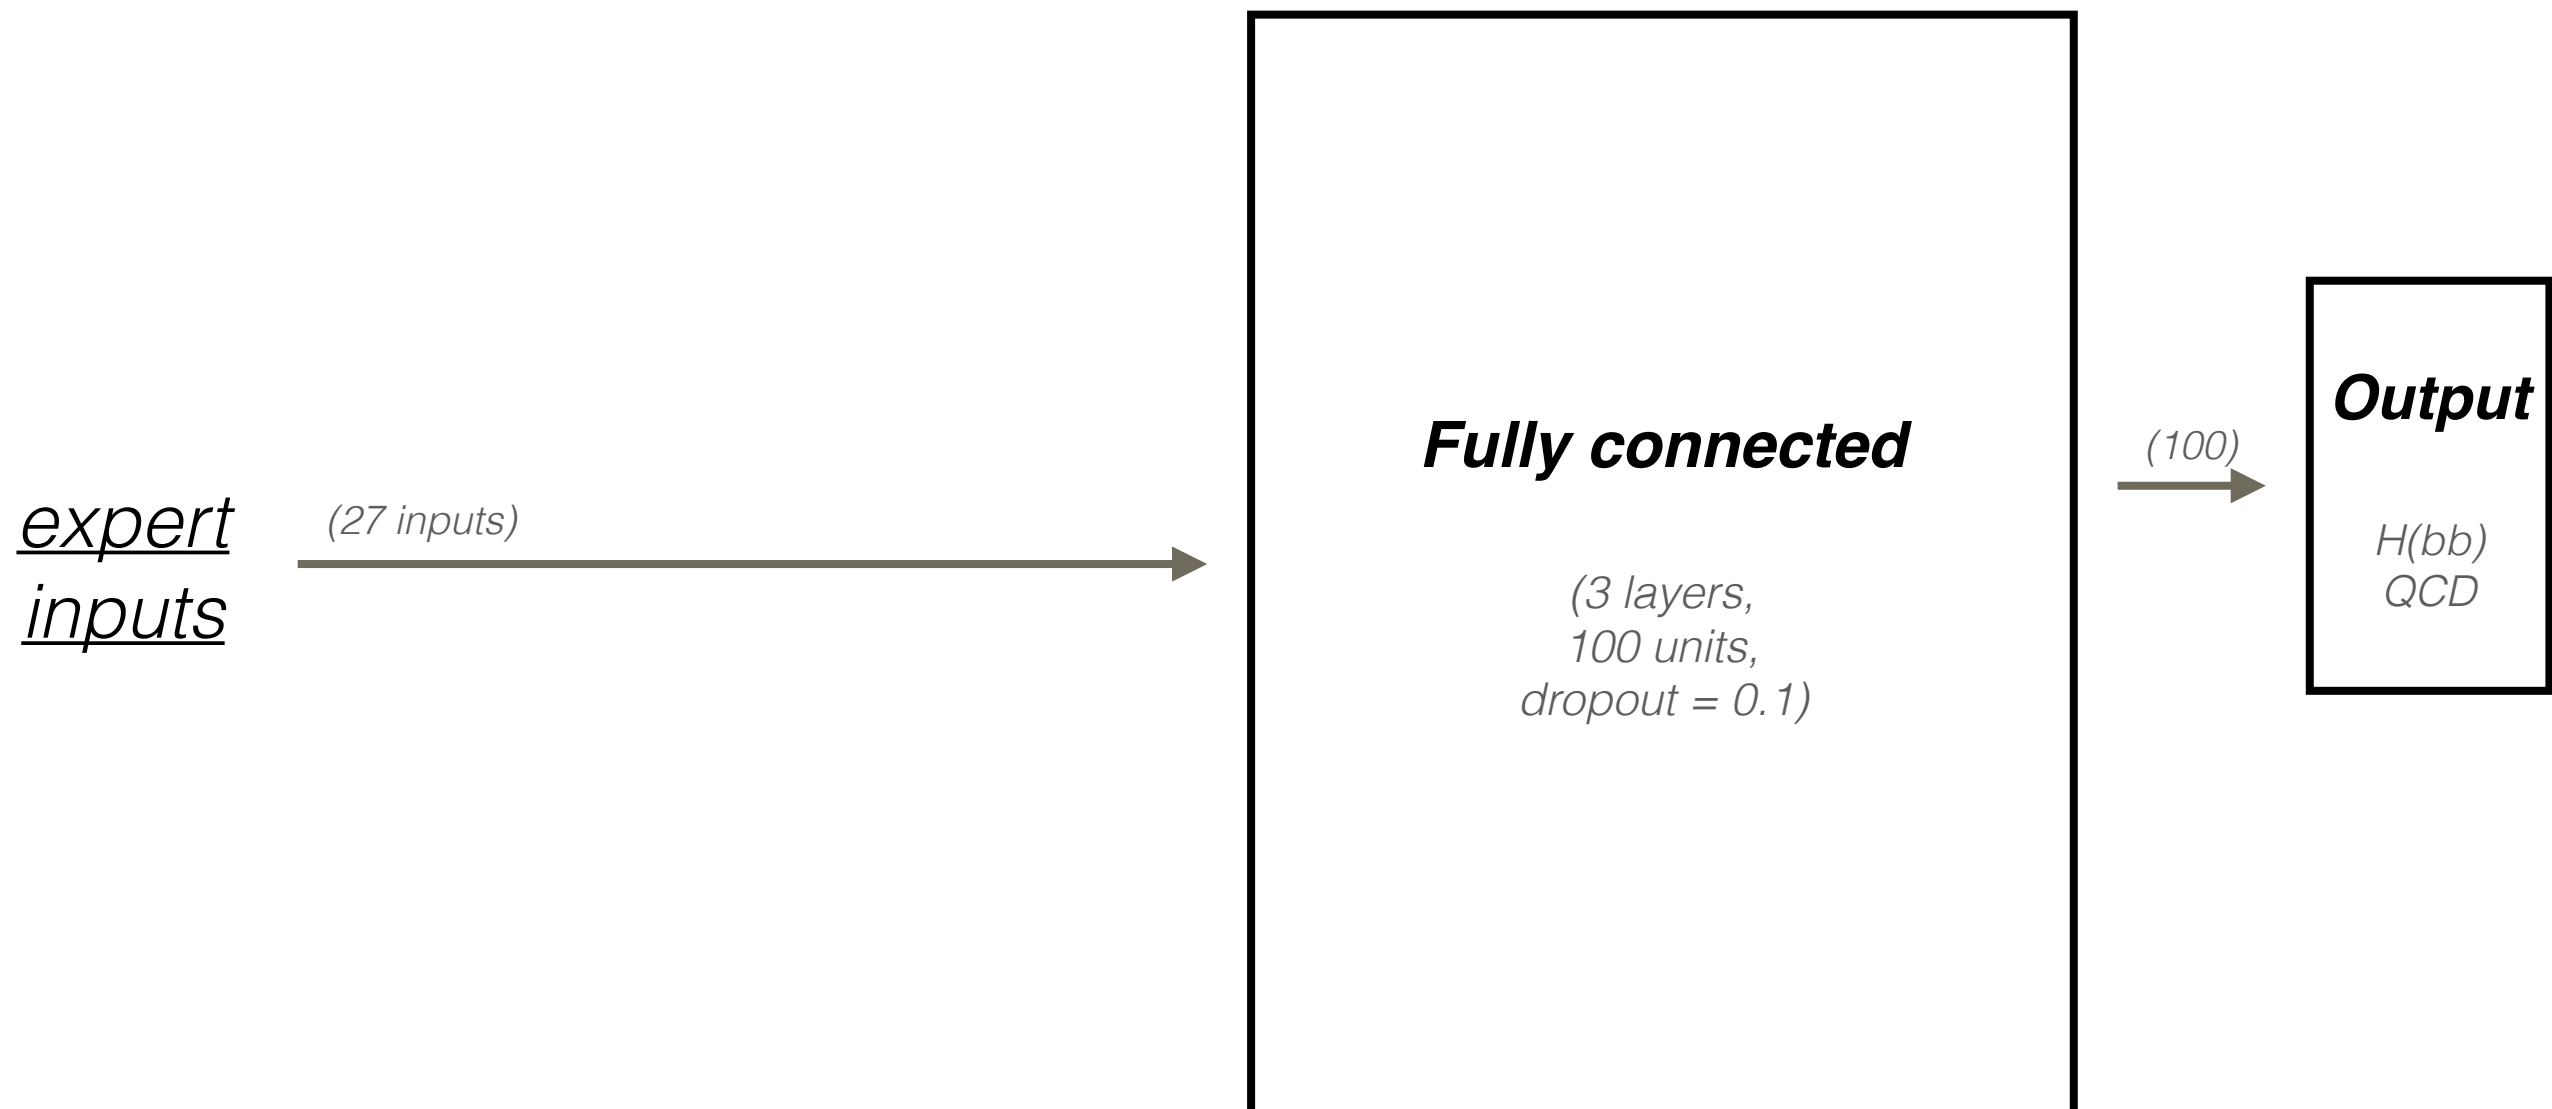 expert
inputs
(27 inputs)
Fully connected
(3 layers,
100 units,
dropout = 0.1)
(100)
Output
H(bb)
QCD